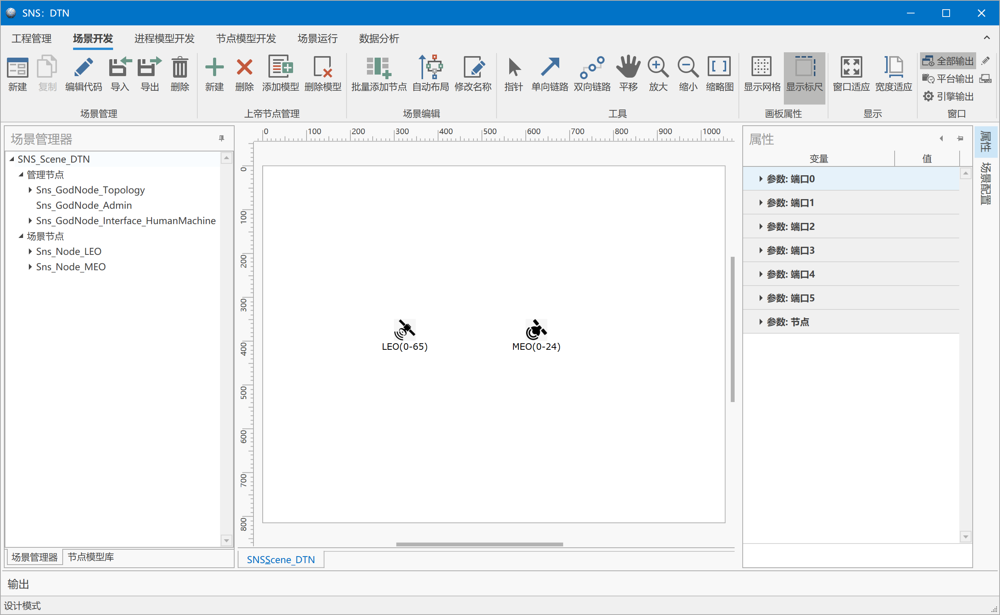 SNS: DTN
工程管理 场景开发 进程模型开发 节点模型开发 场景运行 数据分析
新建 复制 编辑代码 导入 导出 删除 新建 删除 添加模型 删除模型 批量添加节点 自动布局 修改名称 指针 单向链路 双向链路 平移 放大 缩小 缩略图 显示网格 显示标尺 窗口适应 宽度适应
全部输出
平台输出
引擎输出
场景管理 上帝节点管理 场景编辑 工具 画板属性 显示 窗口
场景管理器
SNS_Scene_DTN
管理节点
Sns_GodNode_Topology
Sns_GodNode_Admin
Sns_GodNode_Interface_HumanMachine
场景节点
Sns_Node_LEO
Sns_Node_MEO
场景管理器 节点模型库
0 100 200 300 400 500 600 700 800 900 1000
0
100
200
300
400
500
600
700
800
LEO(0-65) MEO(0-24)
SNSScene_DTN
属性
变量 值
参数: 端口0
参数: 端口1
参数: 端口2
参数: 端口3
参数: 端口4
参数: 端口5
参数: 节点
属性
场景配置
输出
设计模式